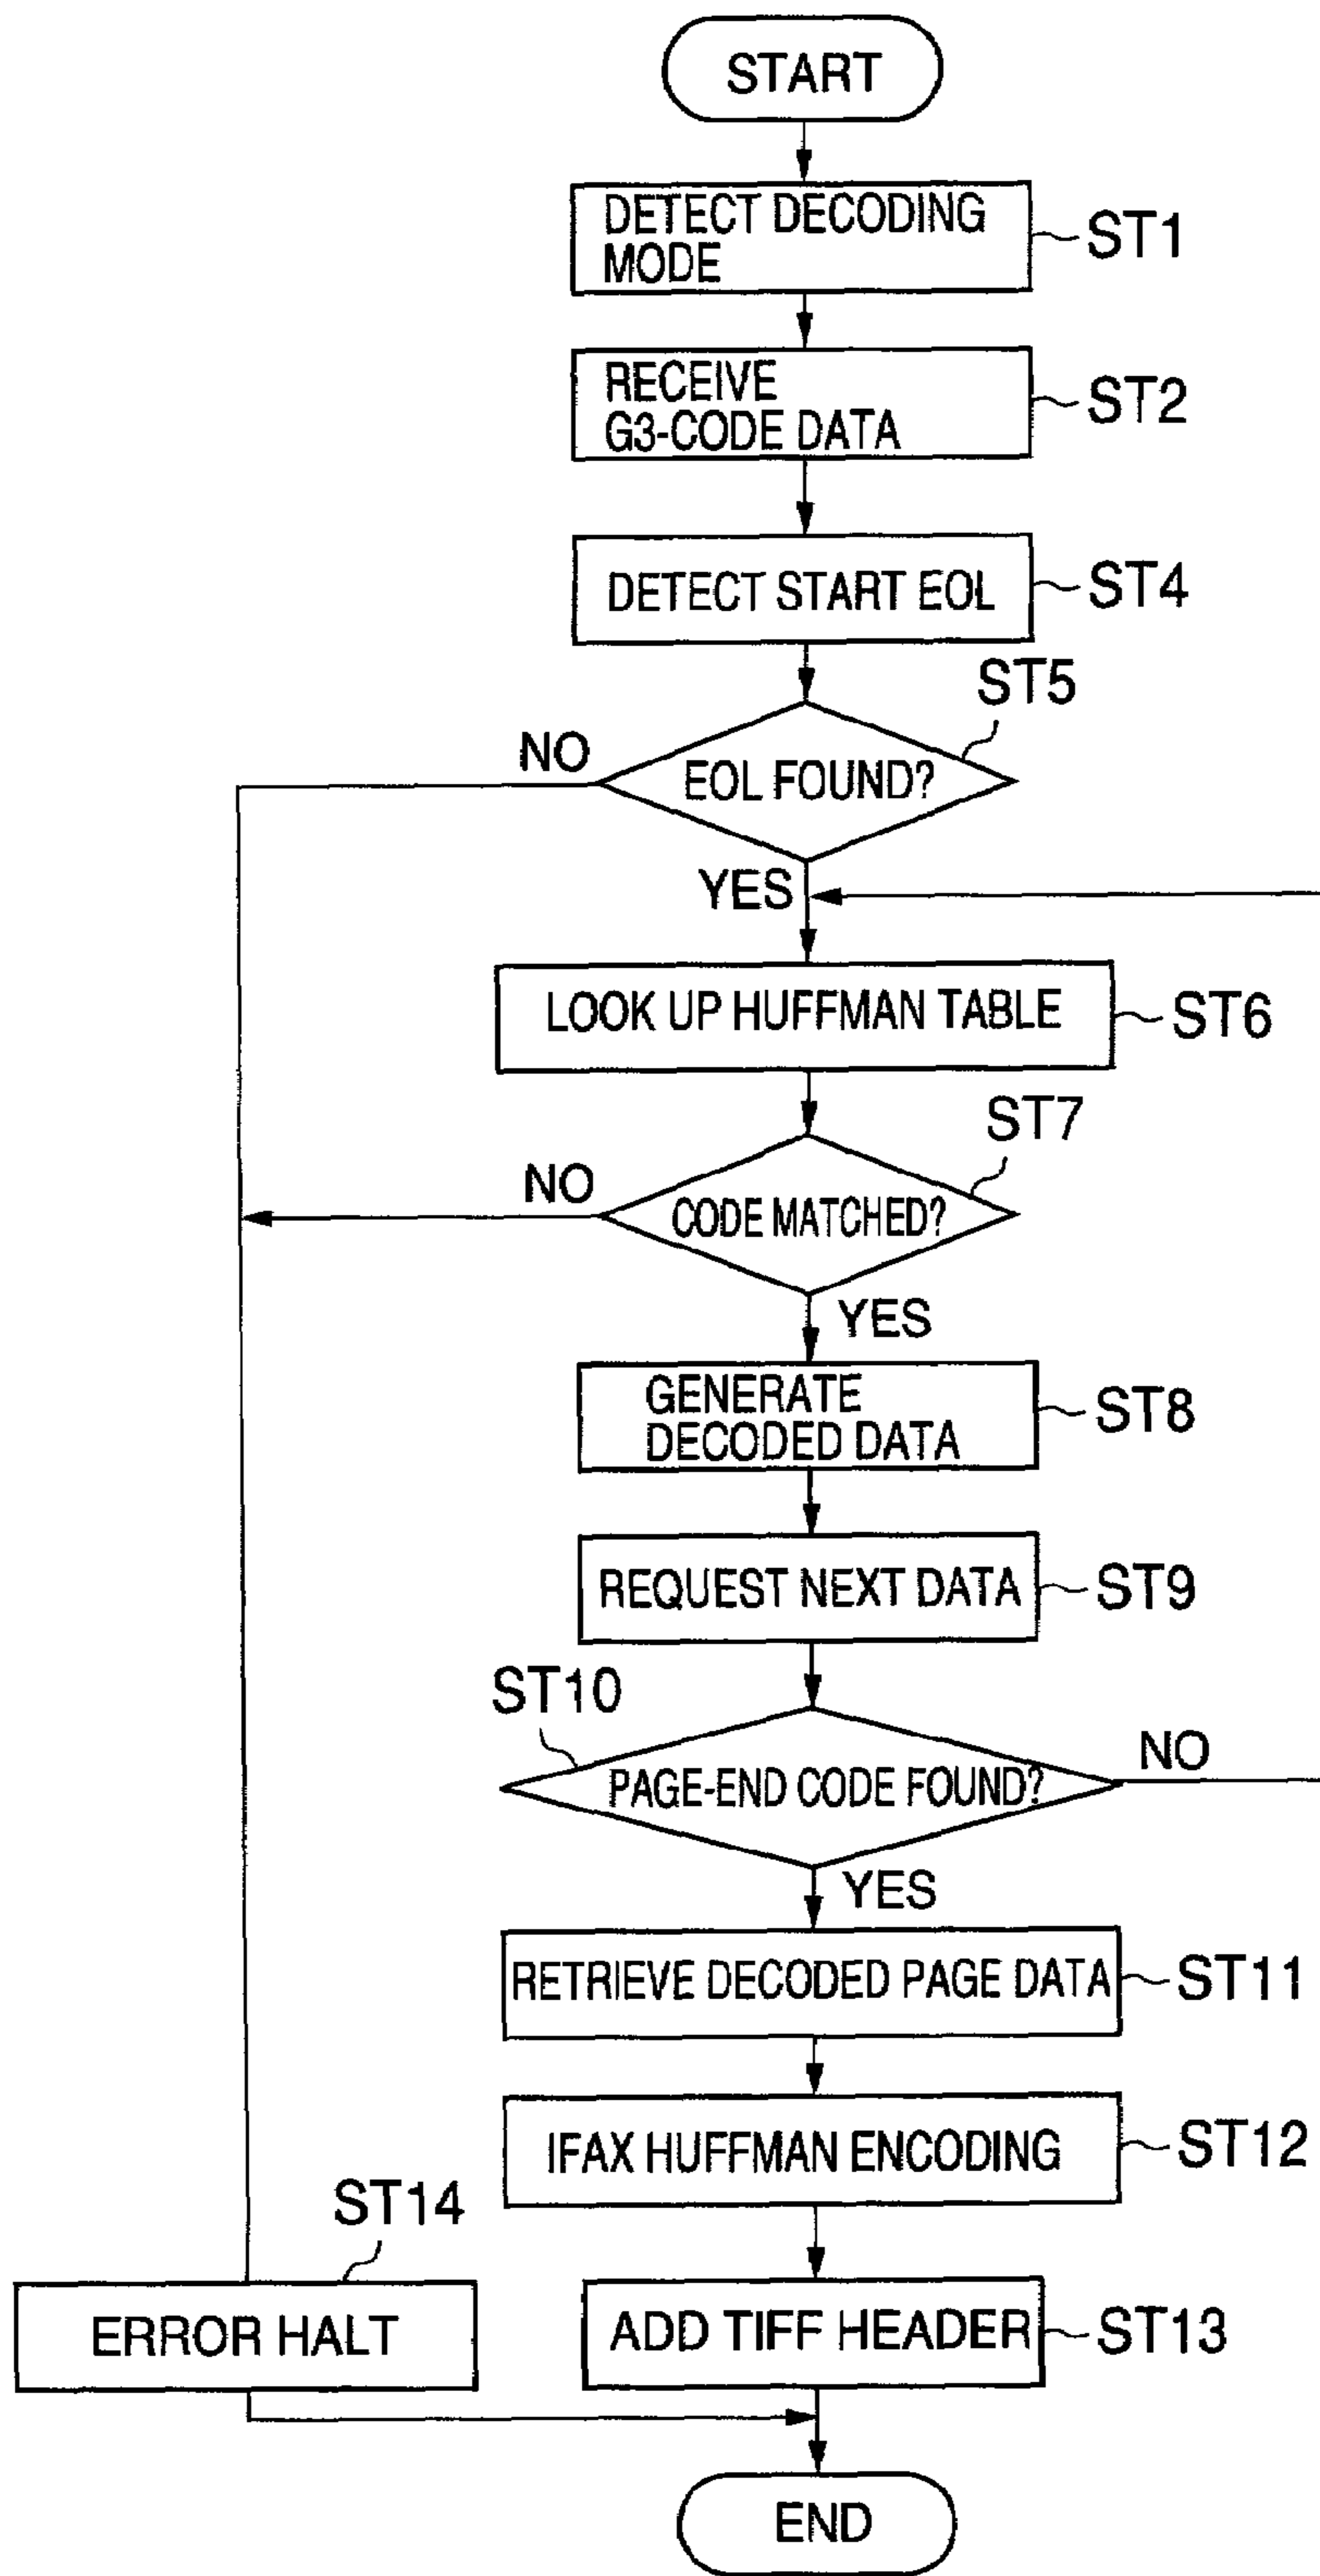 START
DETECT DECODING
MODE
ST1
RECEIVE
G3-CODE DATA
ST2
DETECT START EOL
ST4
ST5
NO
EOL FOUND?
YES
LOOK UP HUFFMAN TABLE
ST6
ST7
NO
CODE MATCHED?
YES
GENERATE
DECODED DATA
ST8
REQUEST NEXT DATA
ST9
ST10
NO
PAGE-END CODE FOUND?
YES
RETRIEVE DECODED PAGE DATA
ST11
IFAX HUFFMAN ENCODING
ST12
ST14
ERROR HALT
ADD TIFF HEADER
ST13
END